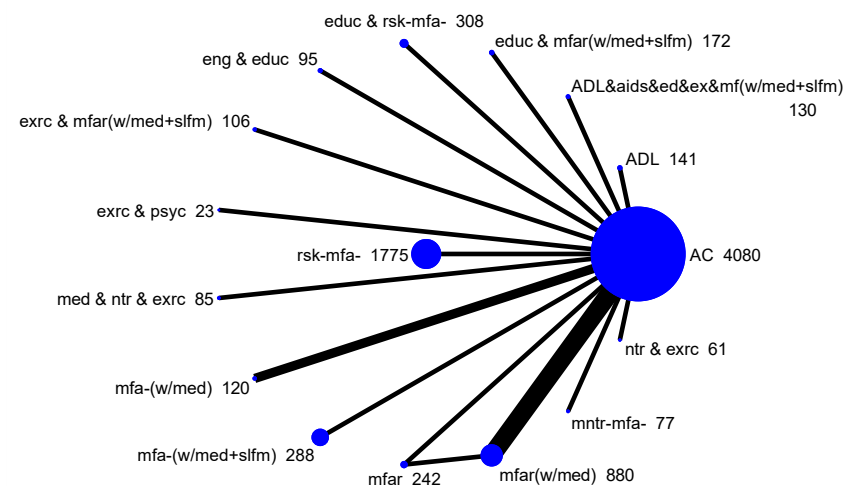 educ & rsk-mfa- 308
educ & mfar(w/med+slfm) 172
eng & educ 95
ADL&aids&ed&ex&mf(w/med+slfm)
130
exrc & mfar(w/med+slfm) 106
ADL 141
exrc & psyc 23
rsk-mfa- 1775
AC 4080
med & ntr & exrc 85
ntr & exrc 61
mfa-(w/med) 120
mntr-mfa- 77
mfa-(w/med+slfm) 288
mfar 242
mfar(w/med) 880